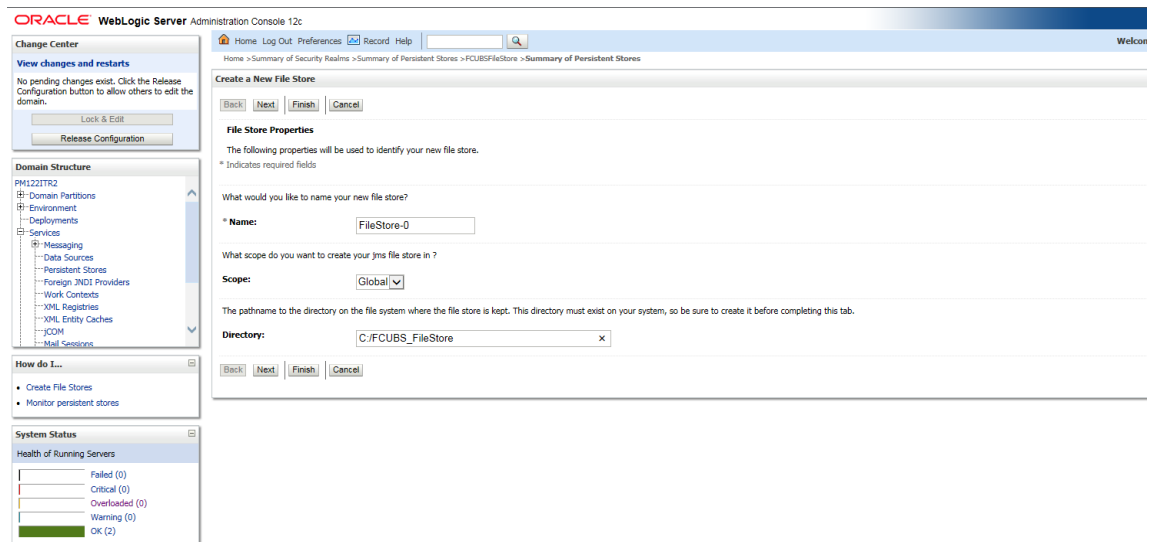 ORACLE WebLogic Server Administration Console 12c
Change Center
View changes and restarts
No pending changes exist. Click the Release
Configuration button to allow others to edit the
domain.
Lock & Edit
Release Configuration
Domain Structure
PM122ITR2
Domain Partitions
Environment
Deployments
Services
Messaging
Data Sources
Persistent Stores
Foreign JNDI Providers
Work Contexts
XML Registries
XML Entity Caches
jCOM
Mail Sessions
How do I...
Create File Stores
Monitor persistent stores
System Status
Health of Running Servers
Failed (0)
Critical (0)
Overloaded (0)
Warning (0)
OK (2)
Home Log Out Preferences Record Help
Welcon
Home >Summary of Security Realms >Summary of Persistent Stores >FCUBSFileStore >Summary of Persistent Stores
Create a New File Store
Back Next Finish Cancel
File Store Properties
The following properties will be used to identify your new file store.
* Indicates required fields
What would you like to name your new file store?
* Name: FileStore-0
What scope do you want to create your jms file store in ?
Scope: Global
The pathname to the directory on the file system where the file store is kept. This directory must exist on your system, so be sure to create it before completing this tab.
Directory: C:/FCUBS_FileStore ×
Back Next Finish Cancel